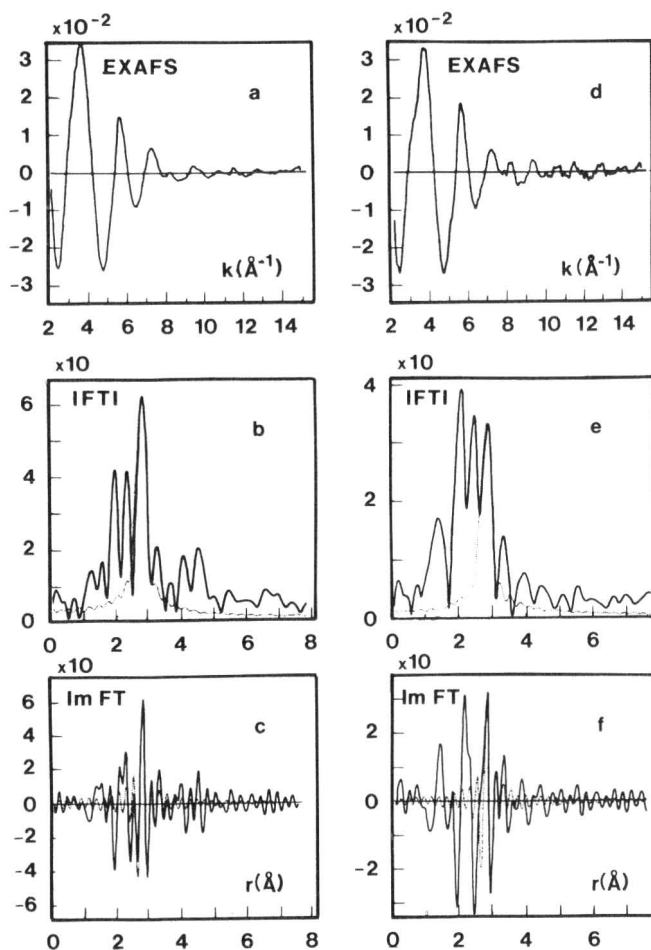 x10⁻² x10⁻²
3 EXAFS 3 EXAFS
2 a 2 d
1 1
0 0
-1 -1
-2 -2
-3 k(Å⁻¹) -3 k(Å⁻¹)
2 4 6 8 10 12 14 2 4 6 8 10 12 14
x10 x10
6 IFTI b 4 IFTI e
4
2 2
0 0
0 2 4 6 8 0 2 4 6
x10 x10
6 Im FT c Im FT f
4 2
2
0 0
-2
-4 -2
-6 r(Å) r(Å)
0 2 4 6 8 0 2 4 6